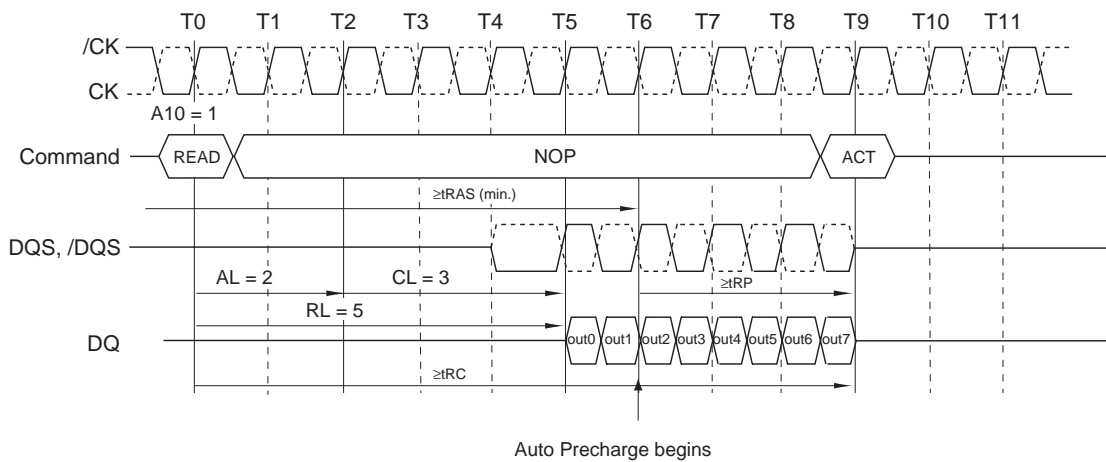 T0 T1 T2 T3 T4 T5 T6 T7 T8 T9 T10 T11
/CK
CK
A10 = 1
Command READ NOP ACT
≥tRAS (min.)
DQS, /DQS
AL = 2 CL = 3 ≥tRP
RL = 5
DQ out0 out1 out2 out3 out4 out5 out6 out7
≥tRC
Auto Precharge begins